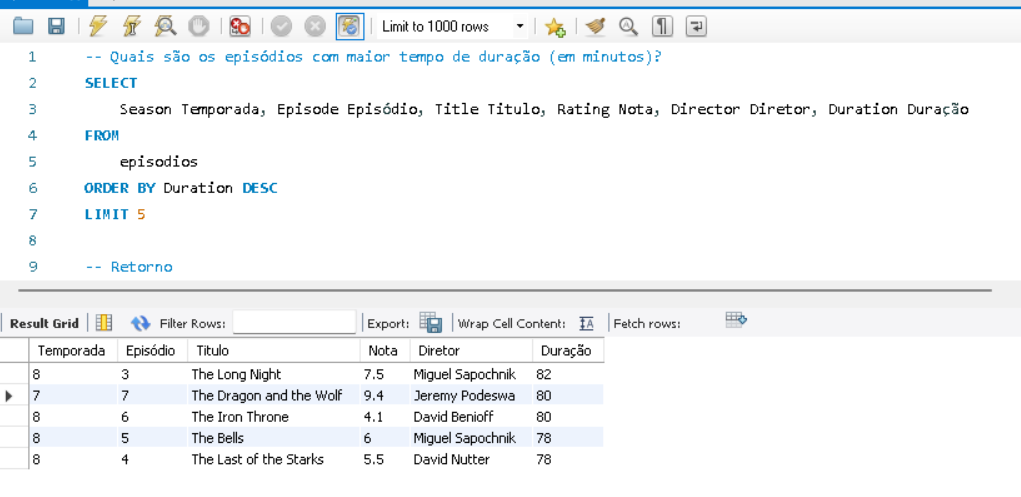 Limit to 1000 rows
1 -- Quais são os episódios com maior tempo de duração (em minutos)?
2 SELECT
3 Season Temporada, Episode Episódio, Title Titulo, Rating Nota, Director Diretor, Duration Duração
4 FROM
5 episodios
6 ORDER BY Duration DESC
7 LIMIT 5
8
9 -- Retorno
Result Grid Filter Rows: Export: Wrap Cell Content: Fetch rows:
Temporada Episódio Titulo Nota Diretor Duração
8 3 The Long Night 7.5 Miguel Sapochnik 82
7 7 The Dragon and the Wolf 9.4 Jeremy Podeswa 80
8 6 The Iron Throne 4.1 David Benioff 80
8 5 The Bells 6 Miguel Sapochnik 78
8 4 The Last of the Starks 5.5 David Nutter 78